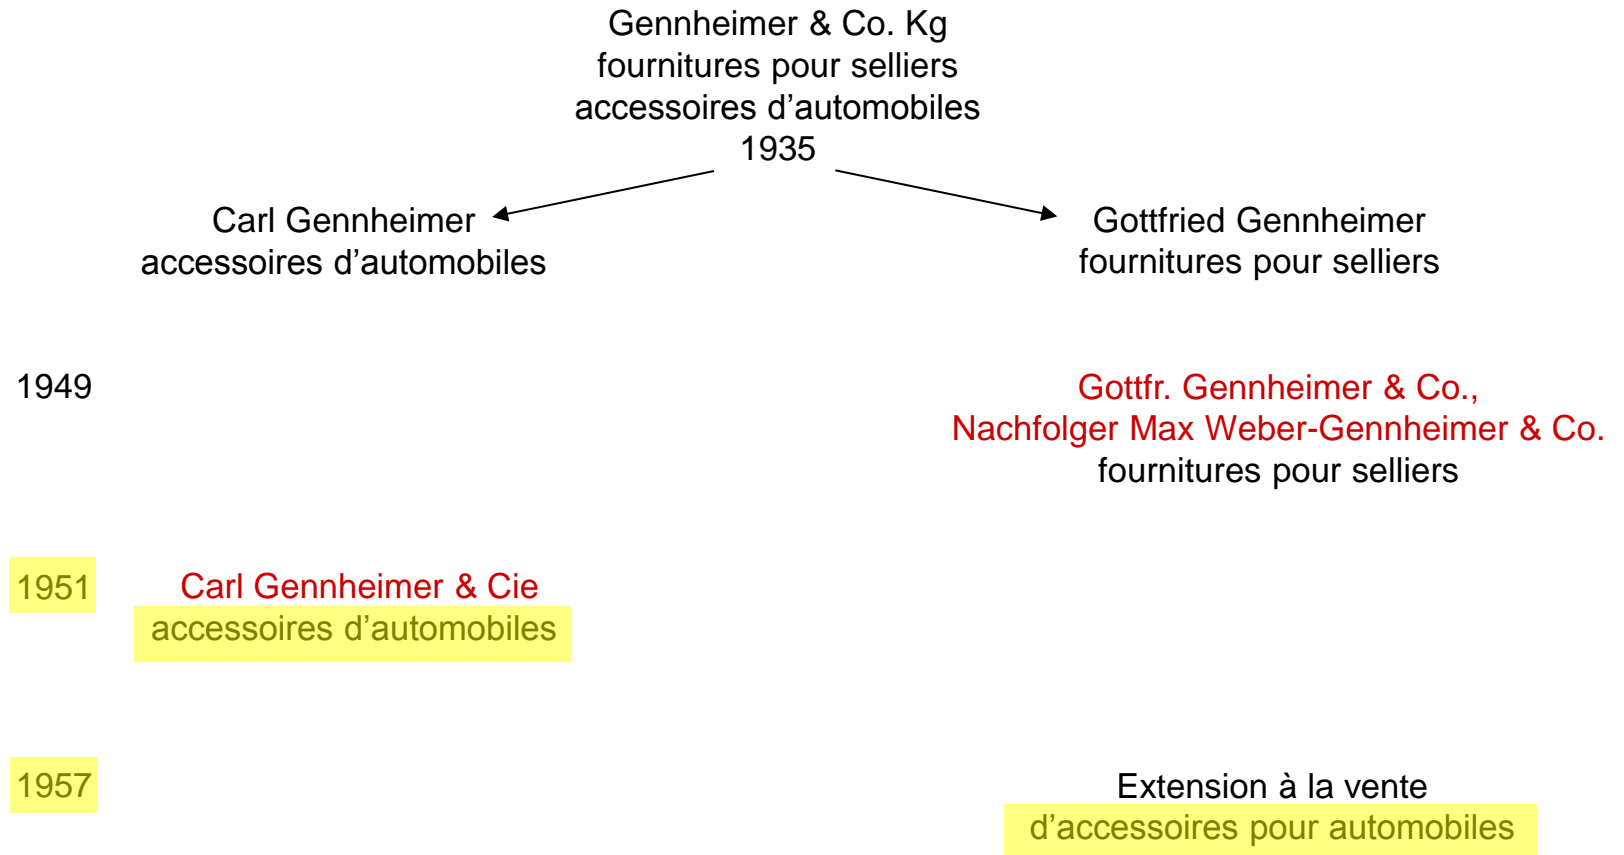 Gennheimer & Co. Kg
fournitures pour selliers
accessoires d’automobiles
1935
Carl Gennheimer
accessoires d’automobiles
Gottfried Gennheimer
fournitures pour selliers
1949
Gottfr. Gennheimer & Co.,
Nachfolger Max Weber-Gennheimer & Co.
fournitures pour selliers
1951
Carl Gennheimer & Cie
accessoires d’automobiles
1957
Extension à la vente
d’accessoires pour automobiles